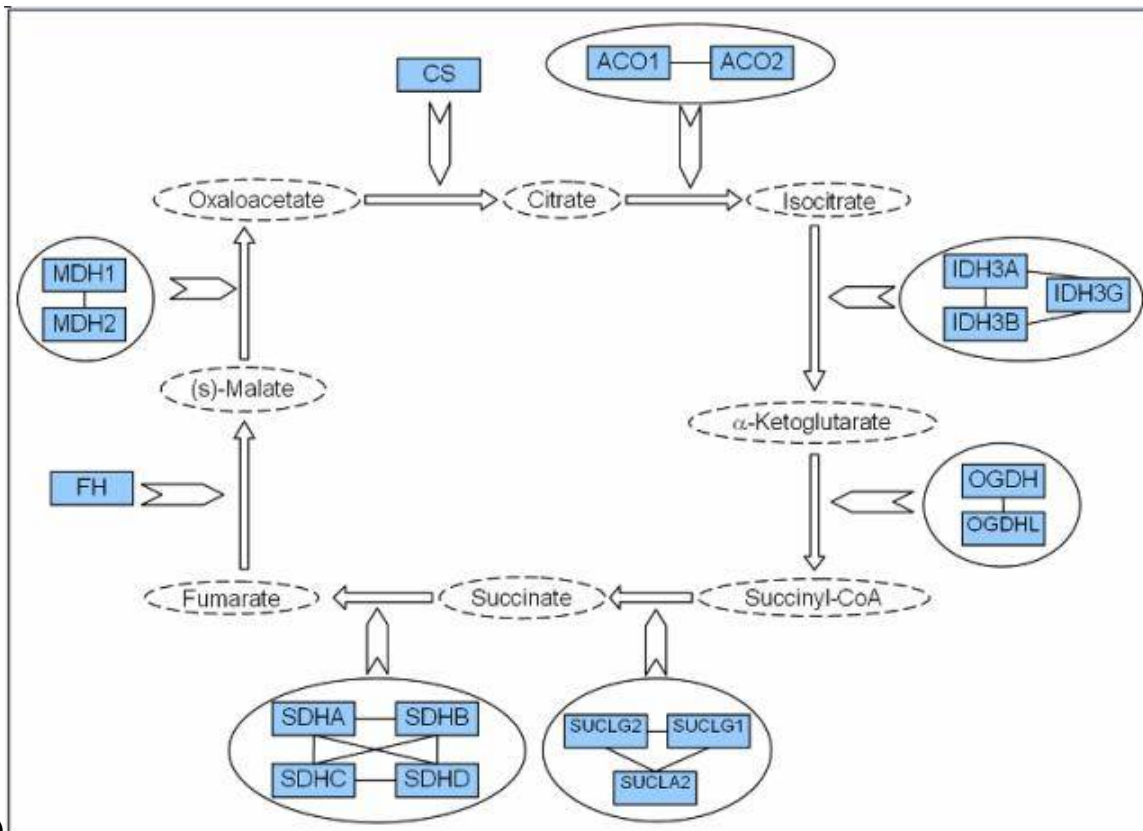 CS
ACO1
ACO2
Oxaloacetate
Citrate
Isocitrate
MDH1
MDH2
IDH3A
IDH3G
IDH3B
(s)-Malate
α-Ketoglutarate
FH
OGDH
OGDHL
Fumarate
Succinate
Succinyl-CoA
SDHA
SDHB
SDHC
SDHD
SUCLG2
SUCLG1
SUCLA2